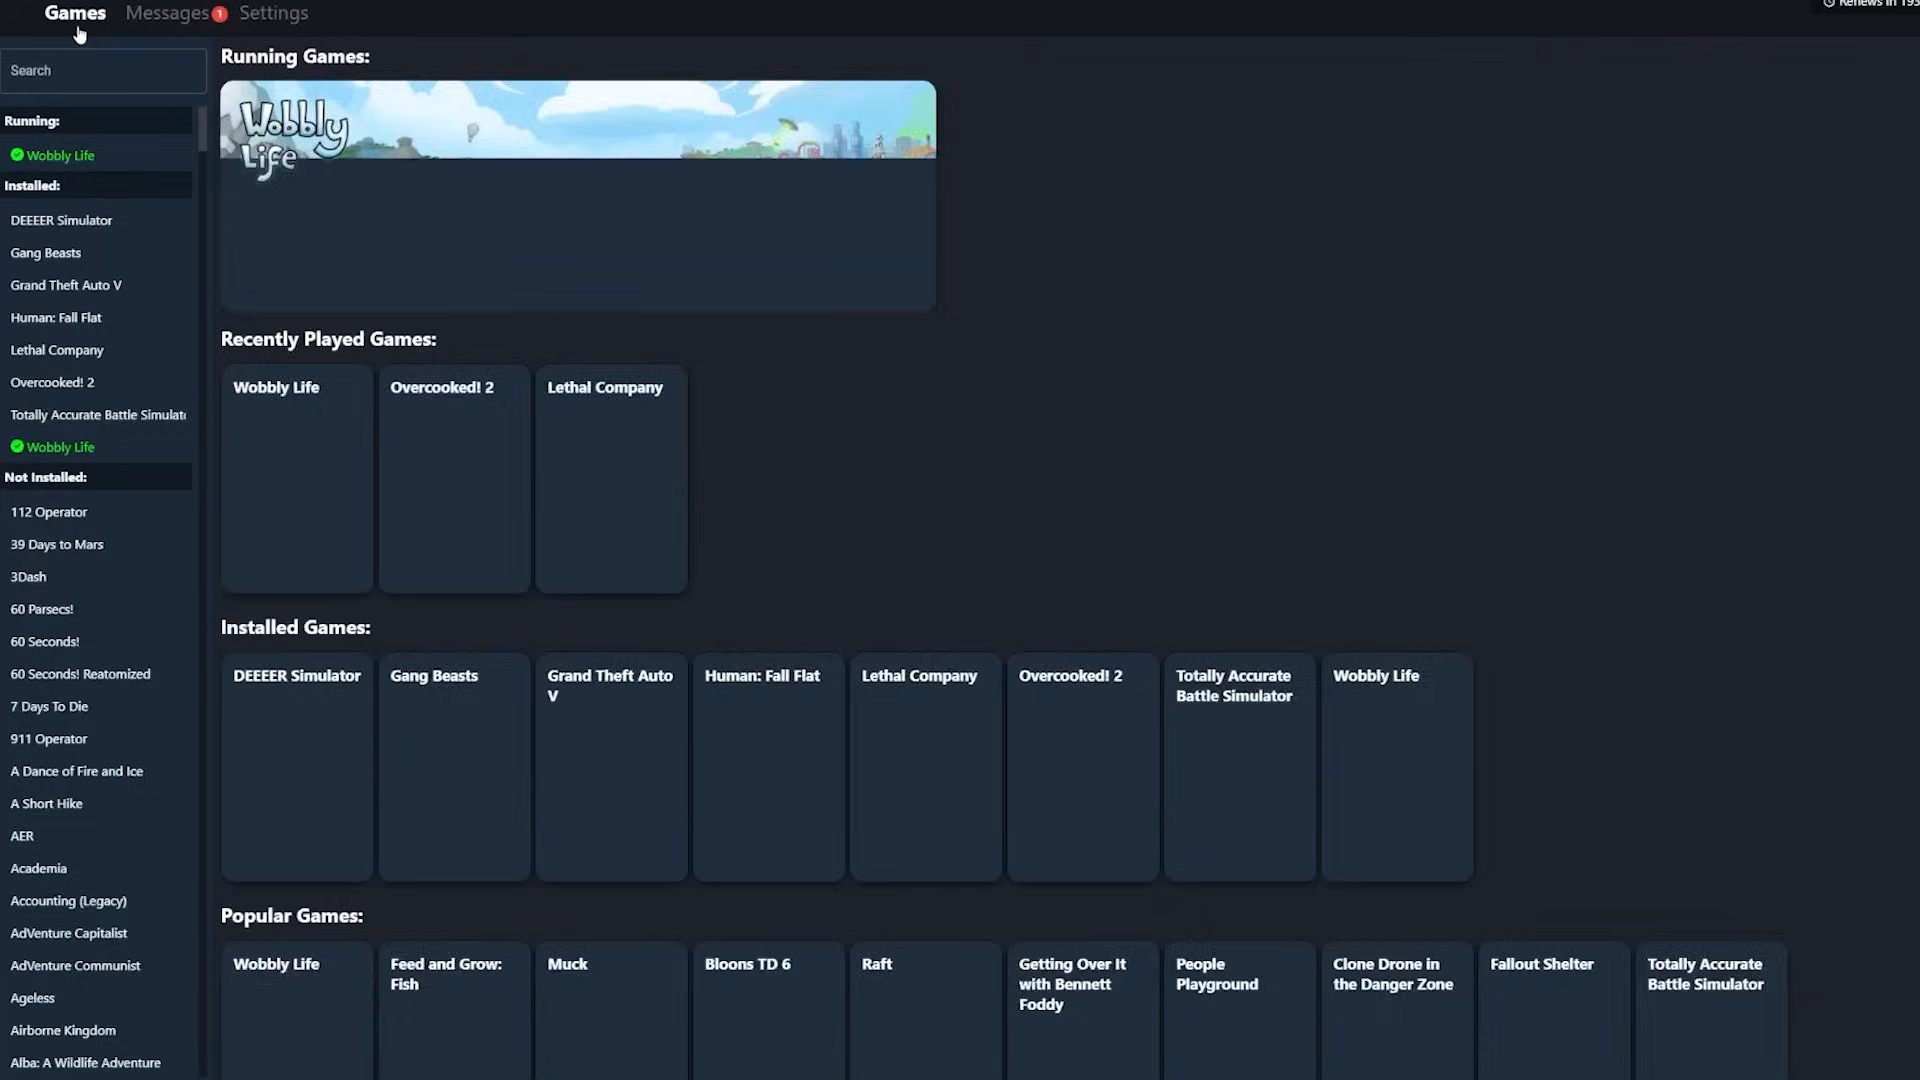 Games
Messages 1
Settings
Renews in 193
Search
Running:
Wobbly Life
Installed:
DEEEER Simulator
Gang Beasts
Grand Theft Auto V
Human: Fall Flat
Lethal Company
Overcooked! 2
Totally Accurate Battle Simulato
Wobbly Life
Not Installed:
112 Operator
39 Days to Mars
3Dash
60 Parsecs!
60 Seconds!
60 Seconds! Reatomized
7 Days To Die
911 Operator
A Dance of Fire and Ice
A Short Hike
AER
Academia
Accounting (Legacy)
AdVenture Capitalist
AdVenture Communist
Ageless
Airborne Kingdom
Alba: A Wildlife Adventure
Running Games:
Wobbly
Life
Recently Played Games:
Wobbly Life
Overcooked! 2
Lethal Company
Installed Games:
DEEEER Simulator
Gang Beasts
Grand Theft Auto
V
Human: Fall Flat
Lethal Company
Overcooked! 2
Totally Accurate
Battle Simulator
Wobbly Life
Popular Games:
Wobbly Life
Feed and Grow:
Fish
Muck
Bloons TD 6
Raft
Getting Over It
with Bennett
Foddy
People
Playground
Clone Drone in
the Danger Zone
Fallout Shelter
Totally Accurate
Battle Simulator